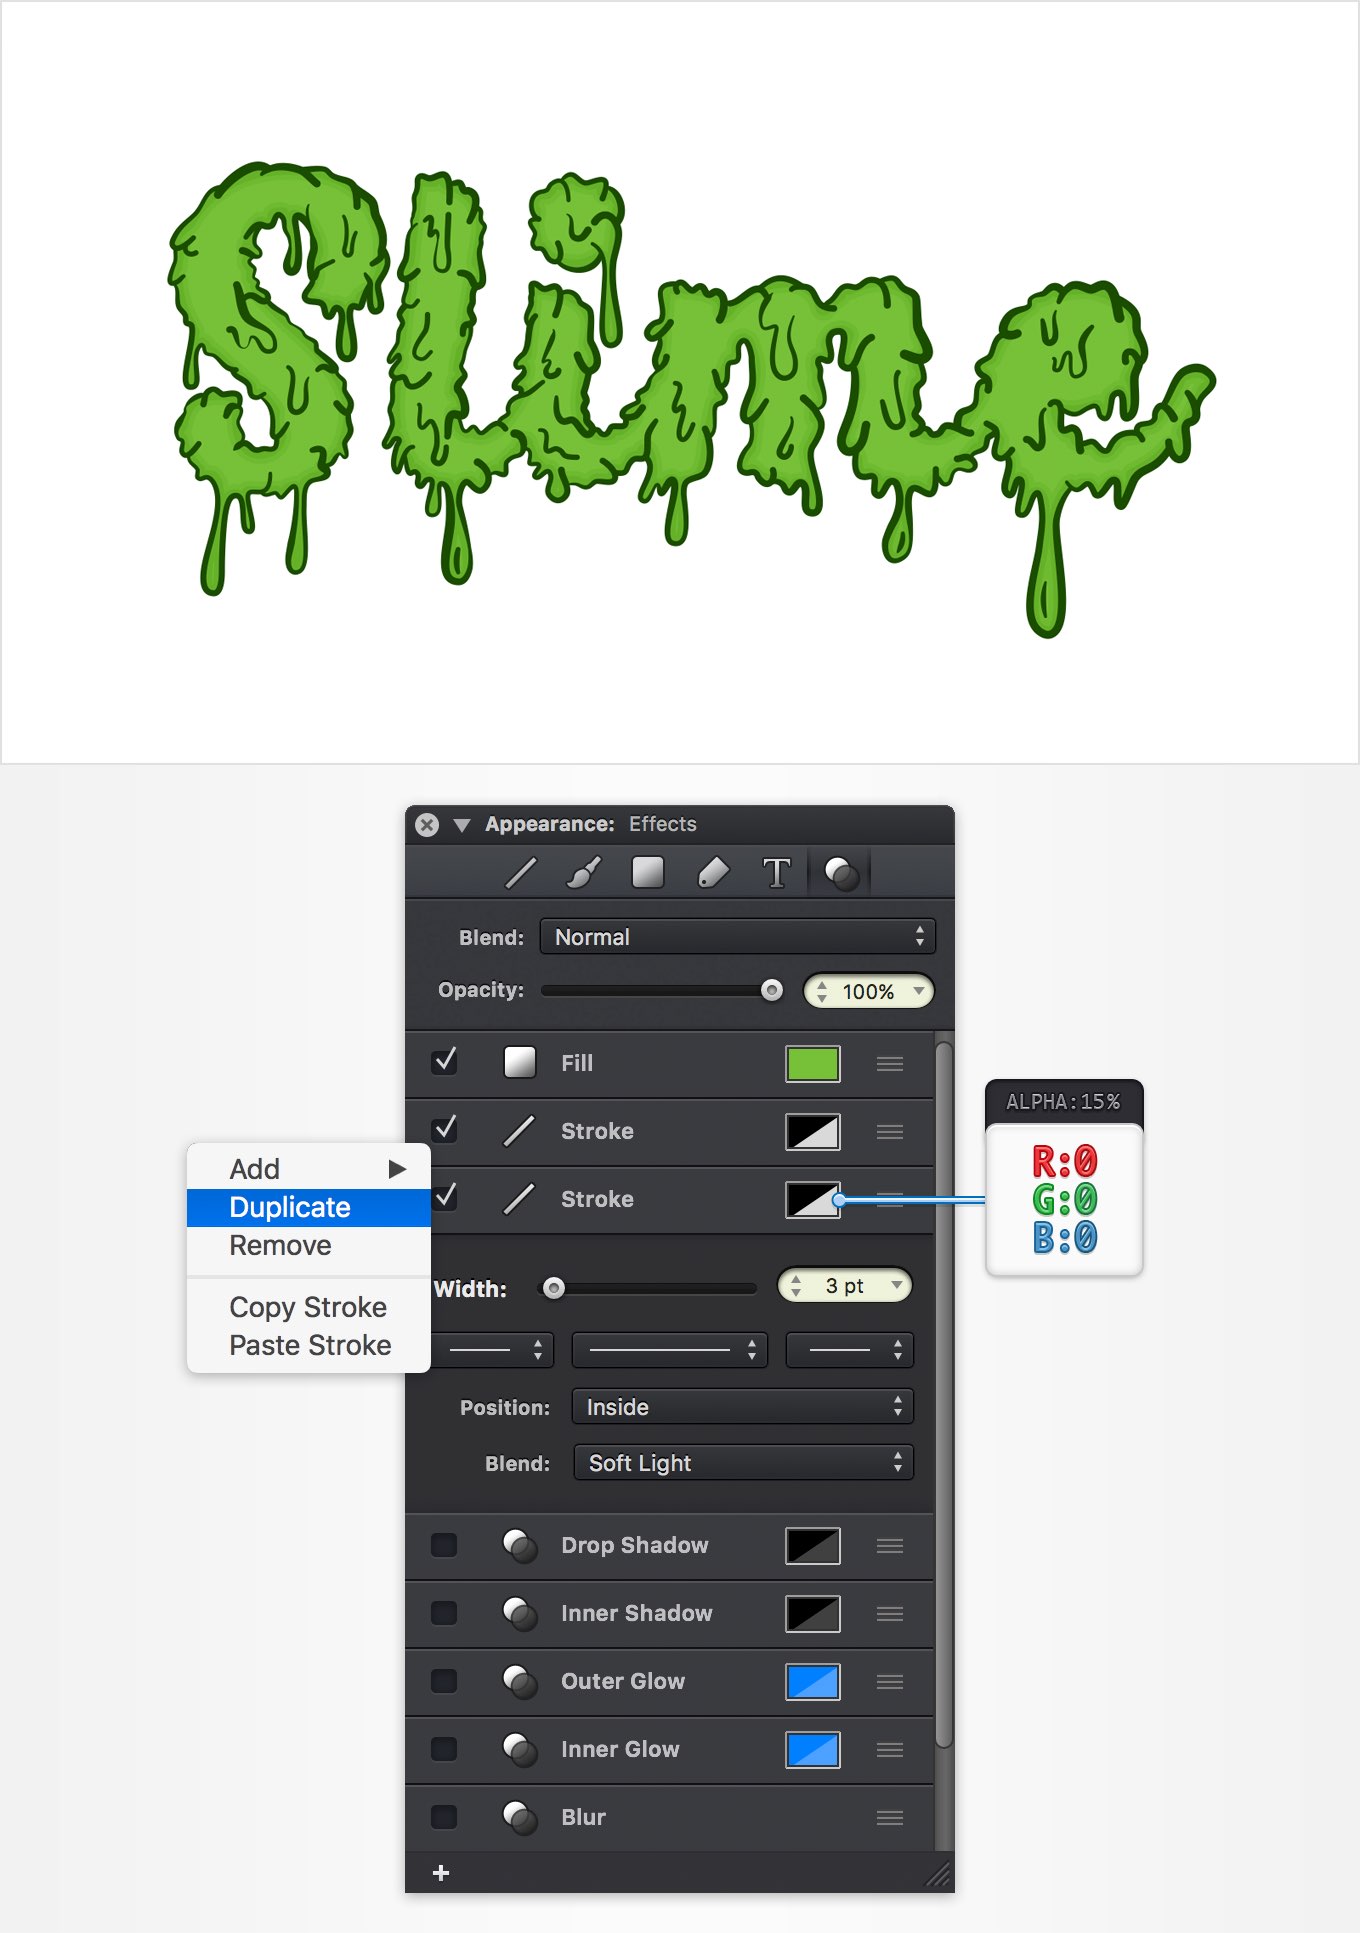 Slime
Appearance: Effects
T
Blend: Normal
Opacity: 100%
Fill
ALPHA:15%
Stroke
R:0
Add
Stroke
G:0
Duplicate
B:0
Remove
Width: 3 pt
Copy Stroke
Paste Stroke
Position: Inside
Blend: Soft Light
Drop Shadow
Inner Shadow
Outer Glow
Inner Glow
Blur